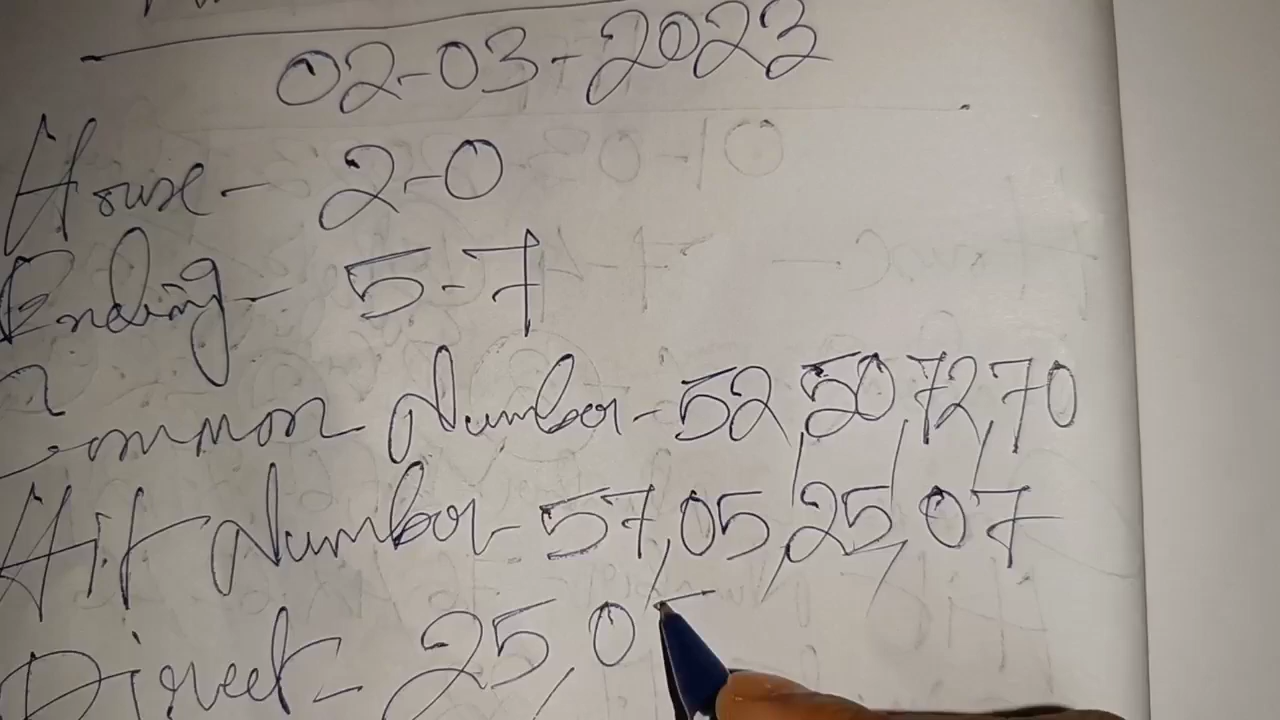 02-03-2023
House- 2-0
Ending- 5-7
Common Number-52,50,72,70
Hit Number-57,05,25,07
Direct- 25,0